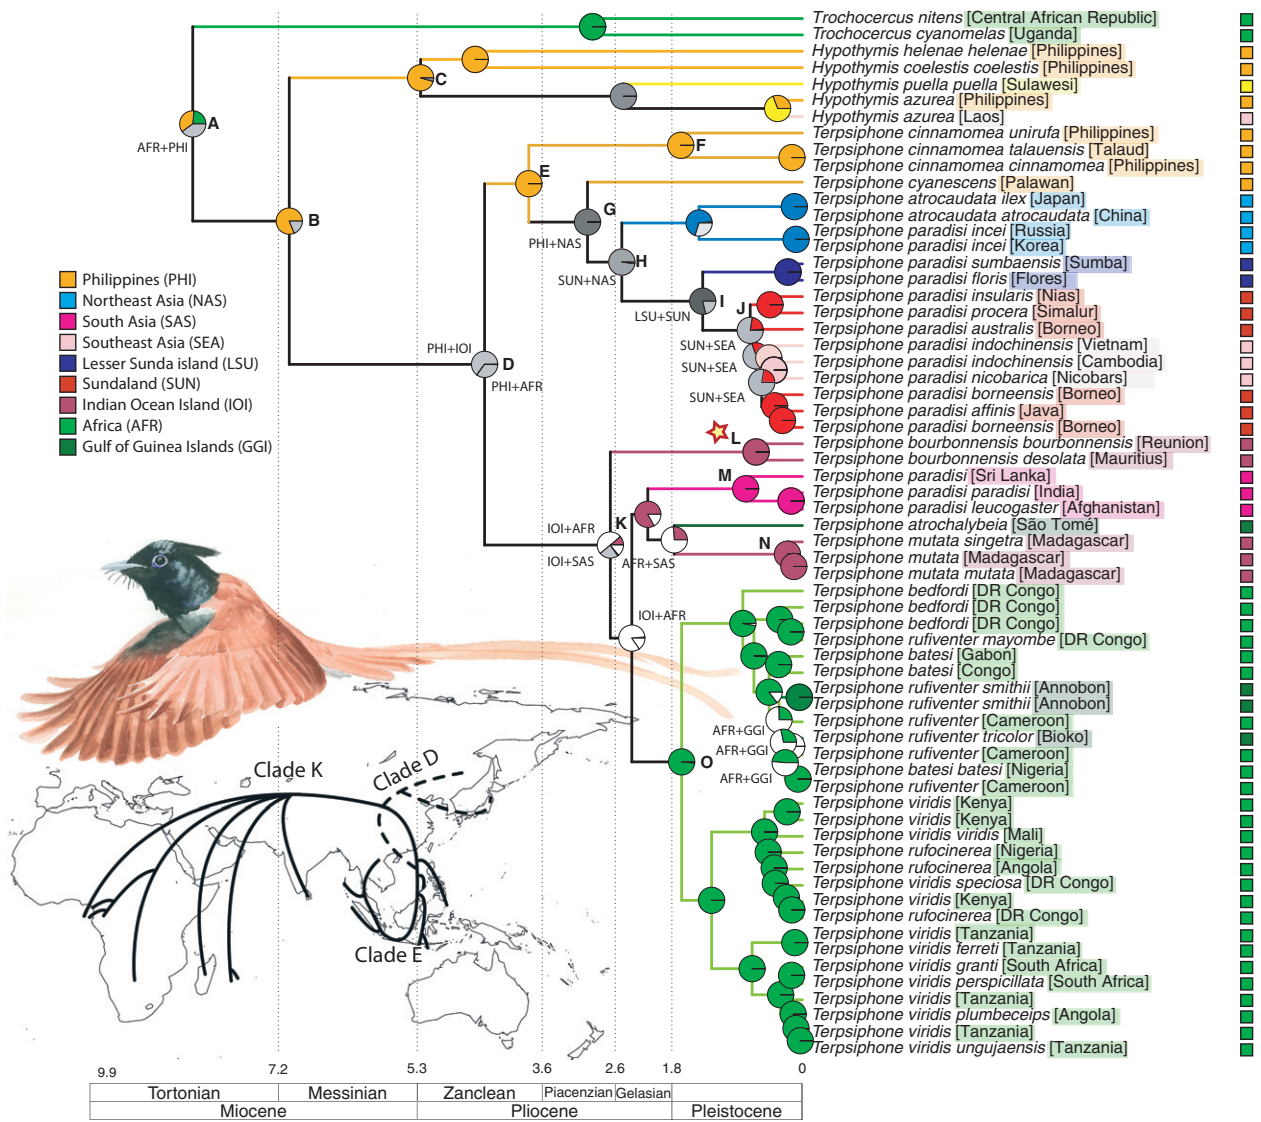 Trochocercus nitens [Central African Republic]
Trochocercus cyanomelas [Uganda]
Hypothymis helenae helenae [Philippines]
Hypothymis coelestis coelestis [Philippines]
Hypothymis puella puella [Sulawesi]
Hypothymis azurea [Philippines]
Hypothymis azurea [Laos]
Terpsiphone cinnamomea unirufa [Philippines]
Terpsiphone cinnamomea talautensis [Talaud]
Terpsiphone cinnamomea cinnamomea [Philippines]
Terpsiphone cyanescens [Palawan]
Terpsiphone atrocaudata ilex [Japan]
Terpsiphone atrocaudata atrocaudata [China]
Terpsiphone paradisi incei [Russia]
Terpsiphone paradisi incei [Korea]
Terpsiphone paradisi sumbaensis [Sumba]
Terpsiphone paradisi floris [Flores]
Terpsiphone paradisi insularis [Nias]
Terpsiphone paradisi procera [Simalur]
Terpsiphone paradisi australis [Borneo]
Terpsiphone paradisi indochinensis [Vietnam]
Terpsiphone paradisi indochinensis [Cambodia]
Terpsiphone paradisi nicobarica [Nicobars]
Terpsiphone paradisi borneensis [Borneo]
Terpsiphone paradisi affinis [Java]
Terpsiphone paradisi borneensis [Borneo]
Terpsiphone bourbonnensis bourbonnensis [Reunion]
Terpsiphone bourbonnensis desolata [Mauritius]
Terpsiphone paradisi [Sri Lanka]
Terpsiphone paradisi paradisi [India]
Terpsiphone paradisi leucogaster [Afghanistan]
Terpsiphone atrochalybeia [São Tomé]
Terpsiphone mutata singetra [Madagascar]
Terpsiphone mutata [Madagascar]
Terpsiphone mutata mutata [Madagascar]
Terpsiphone bedfordi [DR Congo]
Terpsiphone bedfordi [DR Congo]
Terpsiphone bedfordi [DR Congo]
Terpsiphone rufiventer mayombe [DR Congo]
Terpsiphone batesi [Gabon]
Terpsiphone batesi [Congo]
Terpsiphone rufiventer smithii [Annobon]
Terpsiphone rufiventer smithii [Annobon]
Terpsiphone rufiventer [Cameroon]
Terpsiphone rufiventer tricolor [Bioko]
Terpsiphone rufiventer [Cameroon]
Terpsiphone batesi batesi [Nigeria]
Terpsiphone rufiventer [Cameroon]
Terpsiphone viridis [Kenya]
Terpsiphone viridis [Kenya]
Terpsiphone viridis viridis [Mali]
Terpsiphone rufocinerea [Nigeria]
Terpsiphone rufocinerea [Angola]
Terpsiphone viridis speciosa [DR Congo]
Terpsiphone viridis [Kenya]
Terpsiphone rufocinerea [DR Congo]
Terpsiphone viridis [Tanzania]
Terpsiphone viridis ferreti [Tanzania]
Terpsiphone viridis granti [South Africa]
Terpsiphone viridis perspicillata [South Africa]
Terpsiphone viridis [Tanzania]
Terpsiphone viridis plumbeceips [Angola]
Terpsiphone viridis [Tanzania]
Terpsiphone viridis ungujaensis [Tanzania]
A
AFR+PHI
B
C
D
PHI+IOI
PHI+AFR
E
F
G
PHI+NAS
H
SUN+NAS
I
LSU+SUN
J
SUN+SEA
SUN+SEA
SUN+SEA
L
M
K
IOI+AFR
IOI+SAS
N
AFR+SAS
IOI+AFR
AFR+GGI
AFR+GGI
AFR+GGI
O
Philippines (PHI)
Northeast Asia (NAS)
South Asia (SAS)
Southeast Asia (SEA)
Lesser Sunda island (LSU)
Sundaland (SUN)
Indian Ocean Island (IOI)
Africa (AFR)
Gulf of Guinea Islands (GGI)
Clade K
Clade D
Clade E
9.9 7.2 5.3 3.6 2.6 1.8 0
Tortonian Messinian Zanclean Piacenzian Gelasian
Miocene Pliocene Pleistocene